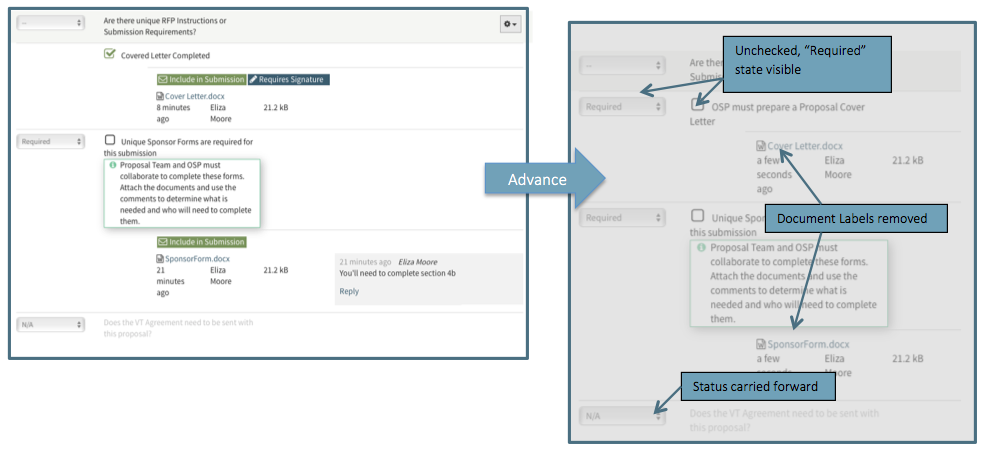 --
Are there unique RFP Instructions or
Submission Requirements?
Covered Letter Completed
Include in Submission
Requires Signature
Cover Letter.docx
8 minutes
ago
Eliza
Moore
21.2 kB
Required
Unique Sponsor Forms are required for
this submission
Proposal Team and OSP must
collaborate to complete these forms.
Attach the documents and use the
comments to determine what is
needed and who will need to complete
them.
Include in Submission
SponsorForm.docx
21
minutes
ago
Eliza
Moore
21.2 kB
21 minutes ago Eliza Moore
You'll need to complete section 4b
Reply
N/A
Does the VT Agreement need to be sent with
this proposal?
Advance
Unchecked, “Required”
state visible
--
Are ther
Subm
Required
OSP must prepare a Proposal Cover
Letter
Cover Letter.docx
a few
seconds
ago
Eliza
Moore
21.2 kB
Document Labels removed
Required
Unique Spo
this submission
Proposal Team and OSP must
collaborate to complete these forms.
Attach the documents and use the
comments to determine what is
needed and who will need to complete
them.
SponsorForm.docx
a few
Eliza
Moore
21.2 kB
Status carried forward
N/A
Does the VT Agreement need to be sent with
this proposal?